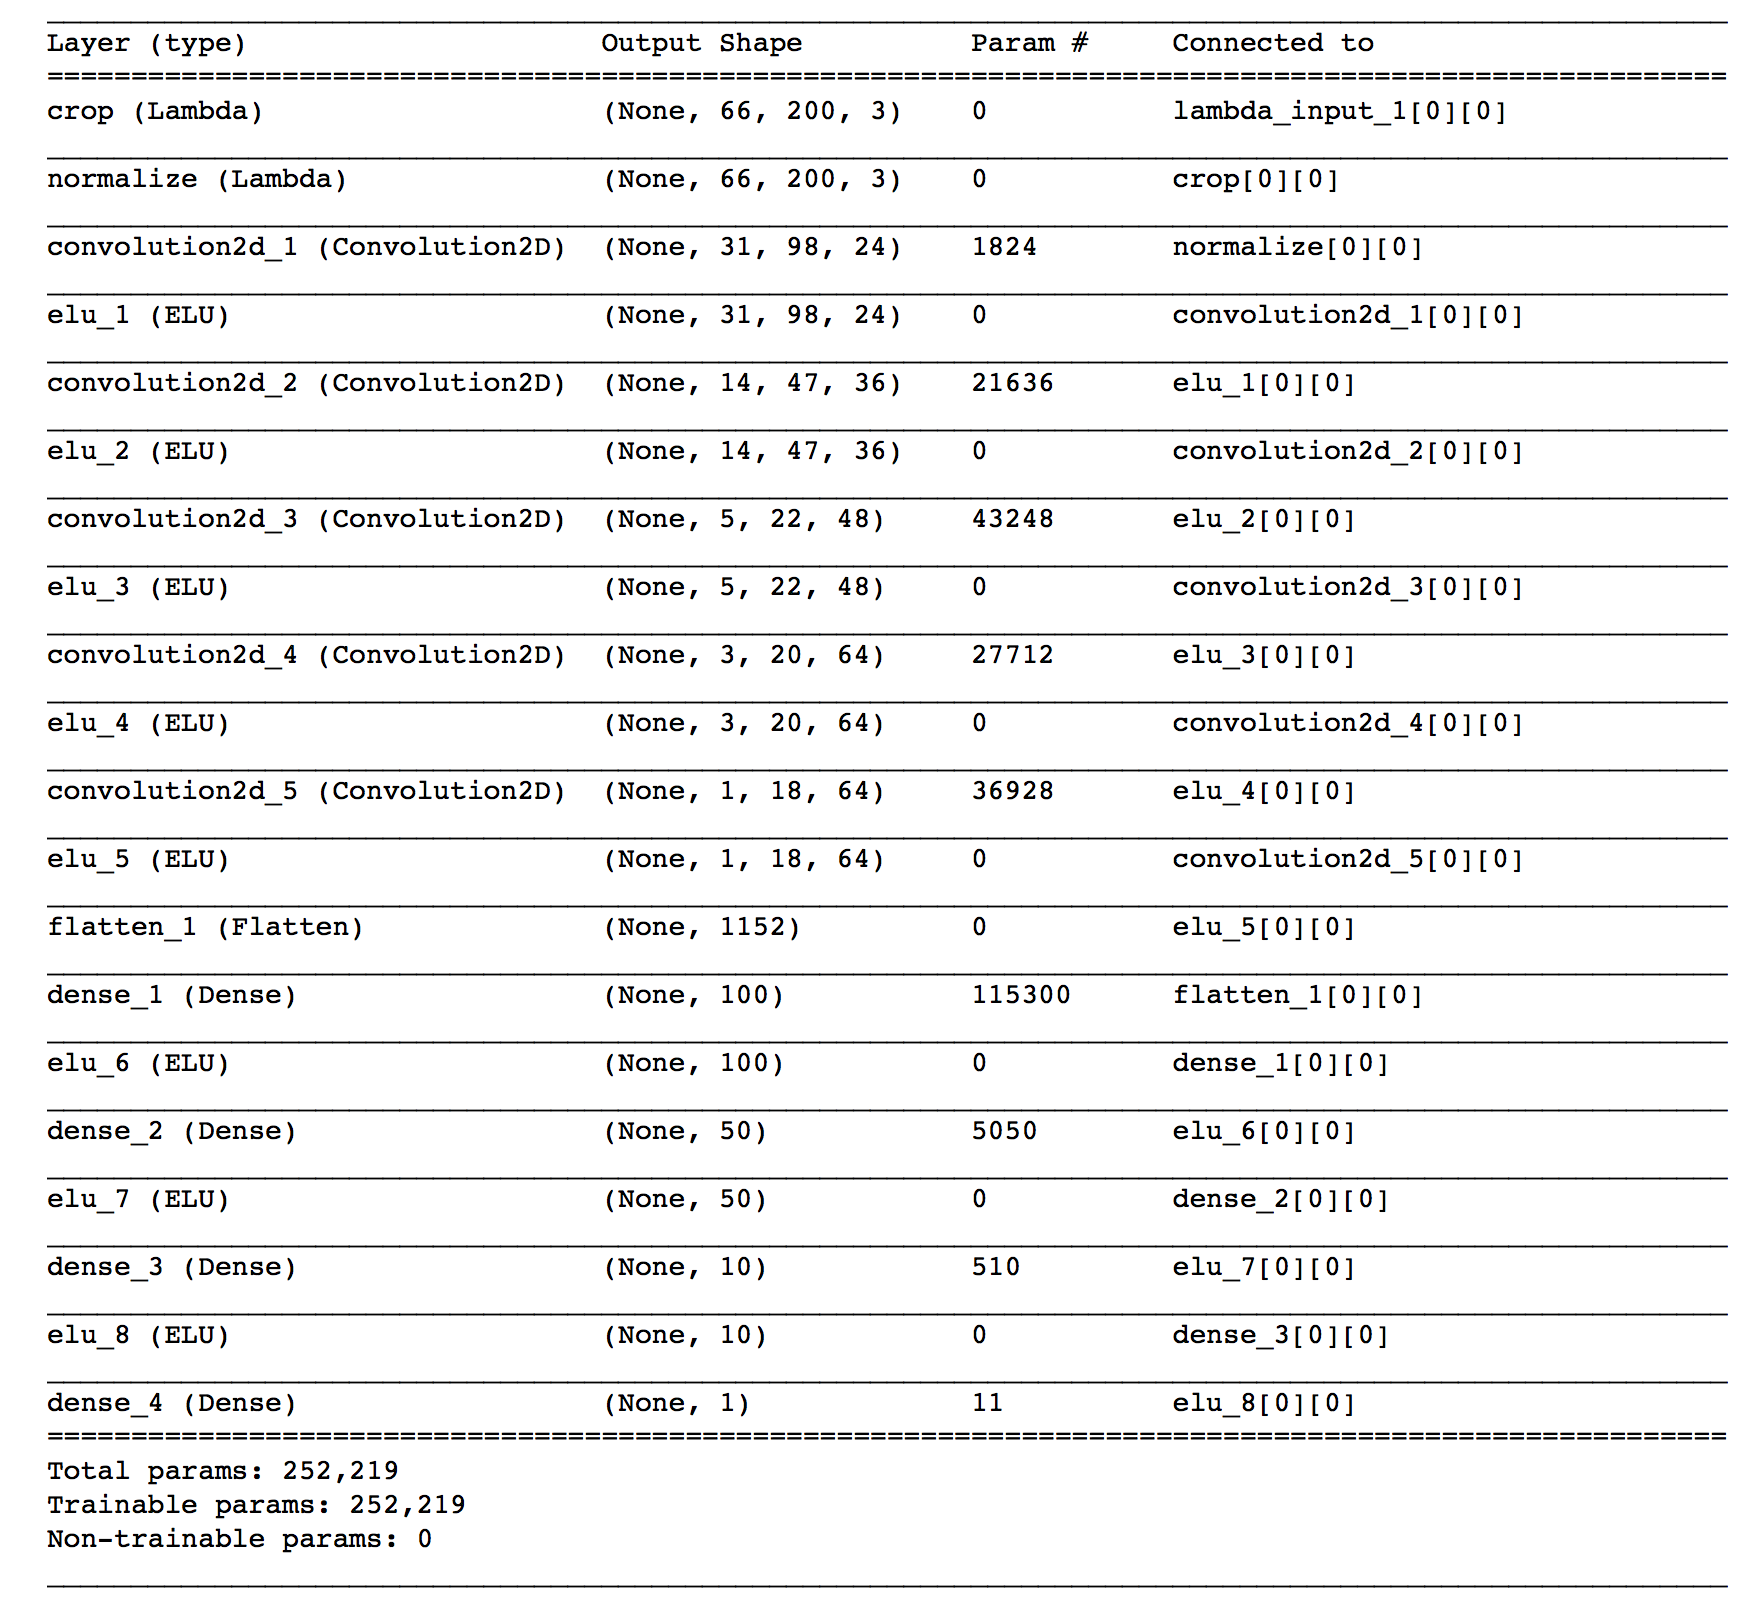 Layer (type) Output Shape Param # Connected to
====================================================================================================
crop (Lambda) (None, 66, 200, 3) 0 lambda_input_1[0][0]
normalize (Lambda) (None, 66, 200, 3) 0 crop[0][0]
convolution2d_1 (Convolution2D) (None, 31, 98, 24) 1824 normalize[0][0]
elu_1 (ELU) (None, 31, 98, 24) 0 convolution2d_1[0][0]
convolution2d_2 (Convolution2D) (None, 14, 47, 36) 21636 elu_1[0][0]
elu_2 (ELU) (None, 14, 47, 36) 0 convolution2d_2[0][0]
convolution2d_3 (Convolution2D) (None, 5, 22, 48) 43248 elu_2[0][0]
elu_3 (ELU) (None, 5, 22, 48) 0 convolution2d_3[0][0]
convolution2d_4 (Convolution2D) (None, 3, 20, 64) 27712 elu_3[0][0]
elu_4 (ELU) (None, 3, 20, 64) 0 convolution2d_4[0][0]
convolution2d_5 (Convolution2D) (None, 1, 18, 64) 36928 elu_4[0][0]
elu_5 (ELU) (None, 1, 18, 64) 0 convolution2d_5[0][0]
flatten_1 (Flatten) (None, 1152) 0 elu_5[0][0]
dense_1 (Dense) (None, 100) 115300 flatten_1[0][0]
elu_6 (ELU) (None, 100) 0 dense_1[0][0]
dense_2 (Dense) (None, 50) 5050 elu_6[0][0]
elu_7 (ELU) (None, 50) 0 dense_2[0][0]
dense_3 (Dense) (None, 10) 510 elu_7[0][0]
elu_8 (ELU) (None, 10) 0 dense_3[0][0]
dense_4 (Dense) (None, 1) 11 elu_8[0][0]
====================================================================================================
Total params: 252,219
Trainable params: 252,219
Non-trainable params: 0